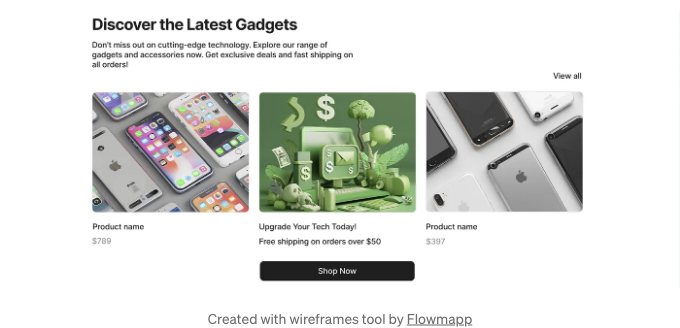 Discover the Latest Gadgets
Don't miss out on cutting-edge technology. Explore our range of
gadgets and accessories now. Get exclusive deals and fast shipping on
all orders!
View all
$
$
$
$
Product name
$789
Upgrade Your Tech Today!
Free shipping on orders over $50
Product name
$397
Shop Now
Created with wireframes tool by Flowmapp